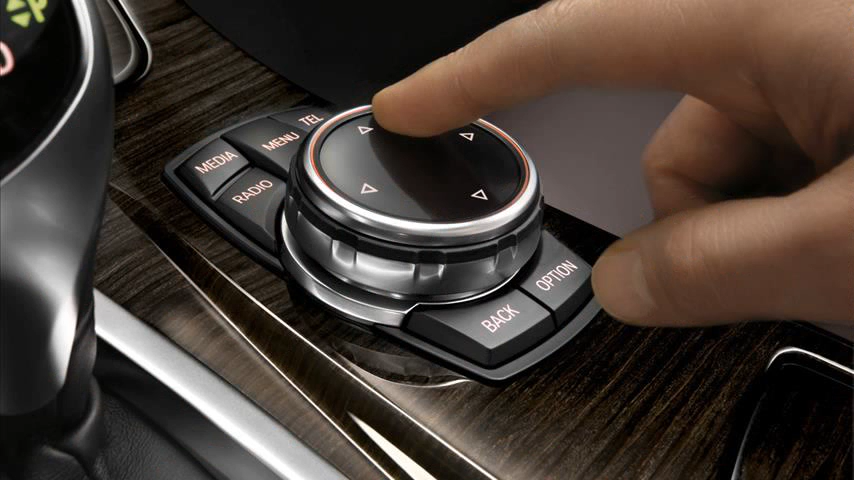 MEDIA
RADIO
MENU
TEL
BACK
OPTION